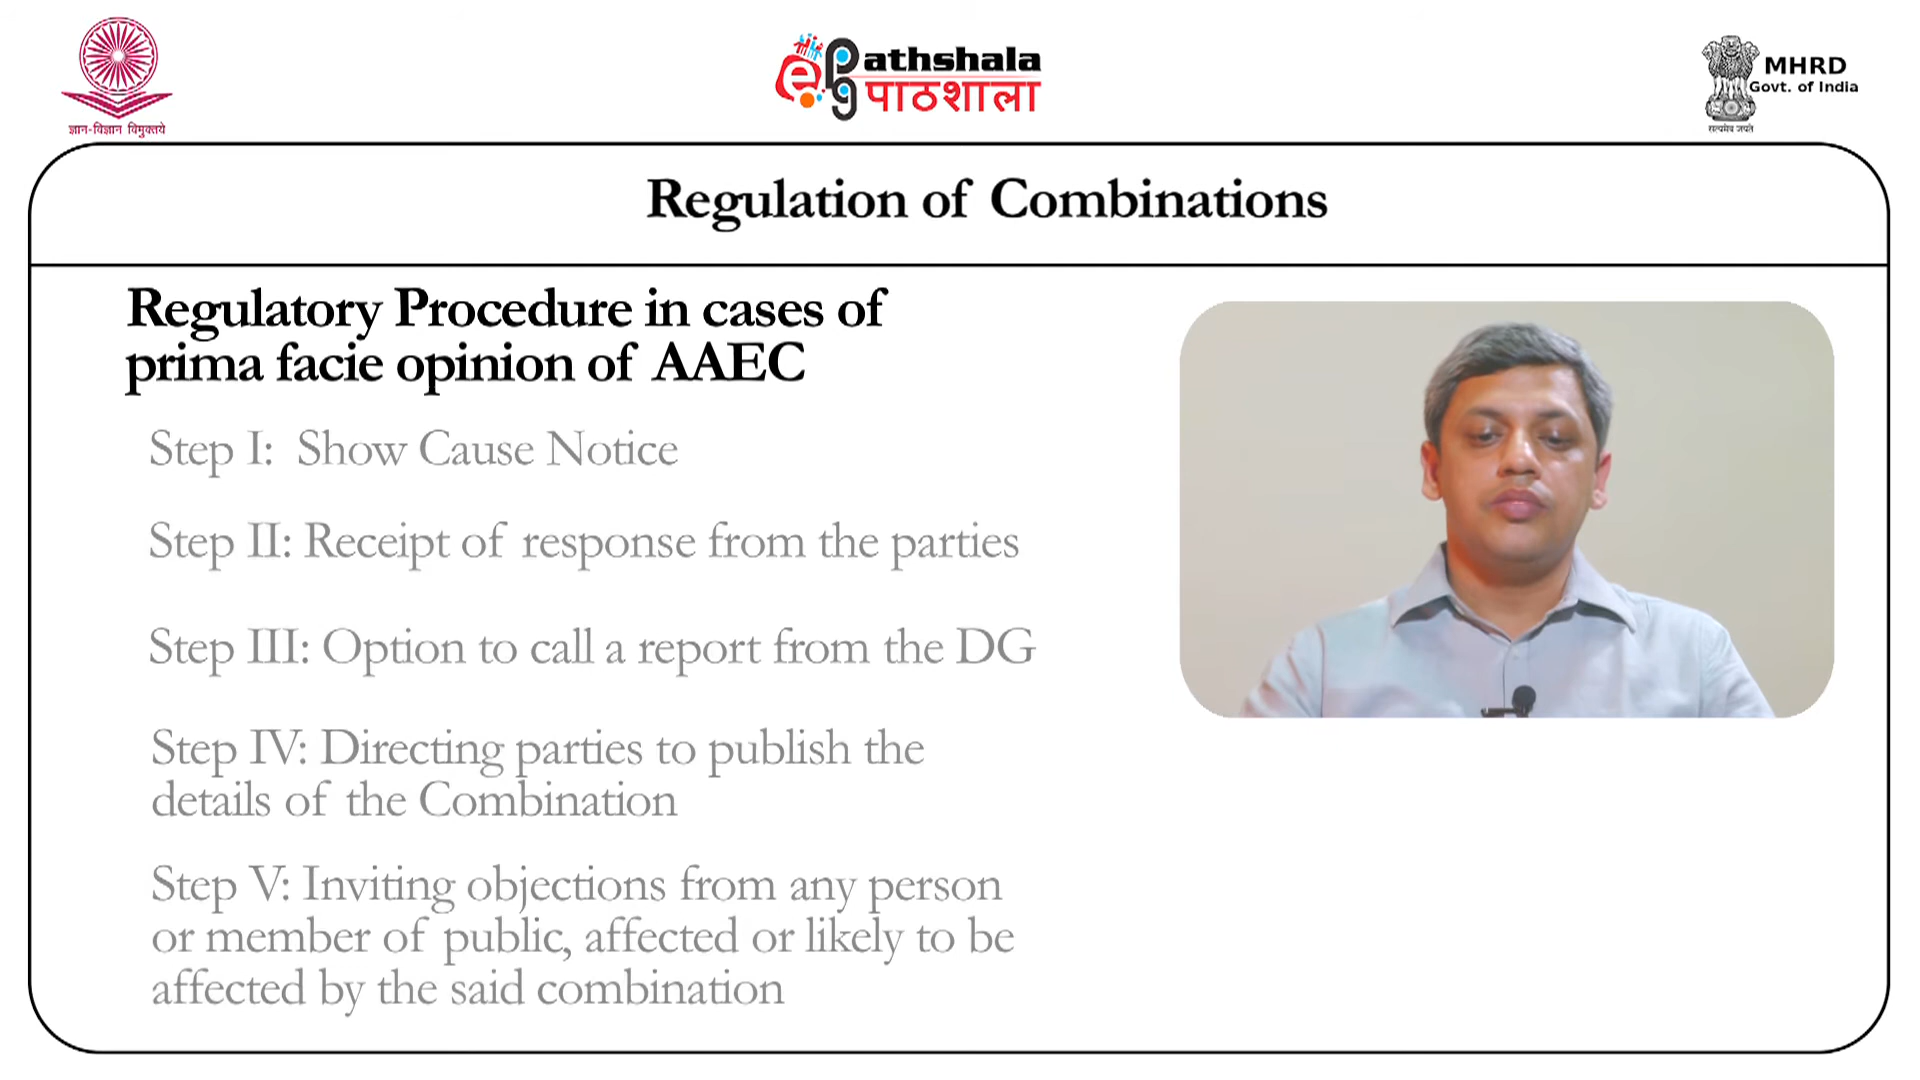 ज्ञान-विज्ञान विमुक्तये
ePG athshala
पाठशाला
MHRD
Govt. of India
सत्यमेव जयते
Regulation of Combinations
Regulatory Procedure in cases of
prima facie opinion of AAEC
Step I: Show Cause Notice
Step II: Receipt of response from the parties
Step III: Option to call a report from the DG
Step IV: Directing parties to publish the
details of the Combination
Step V: Inviting objections from any person
or member of public, affected or likely to be
affected by the said combination